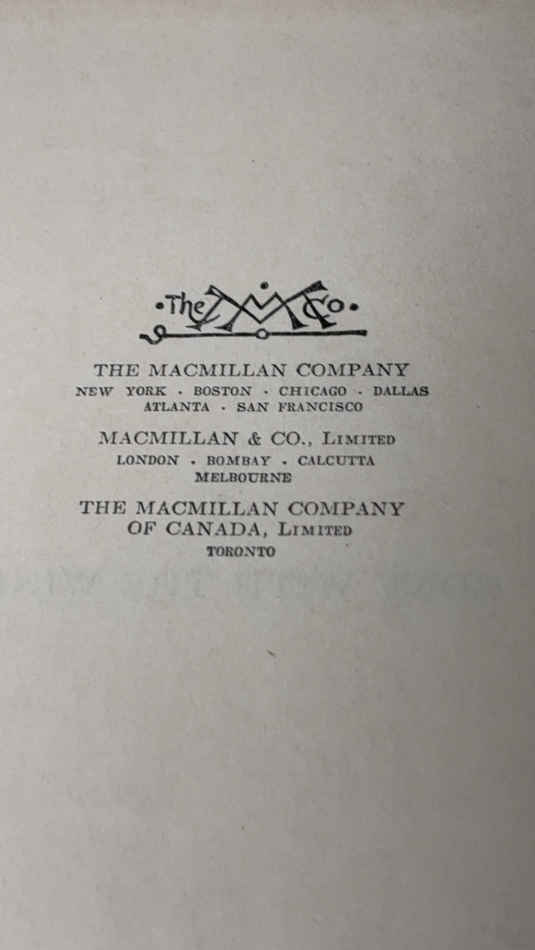 The M Co
THE MACMILLAN COMPANY
NEW YORK · BOSTON · CHICAGO · DALLAS
ATLANTA · SAN FRANCISCO
MACMILLAN & CO., LIMITED
LONDON · BOMBAY · CALCUTTA
MELBOURNE
THE MACMILLAN COMPANY
OF CANADA, LIMITED
TORONTO